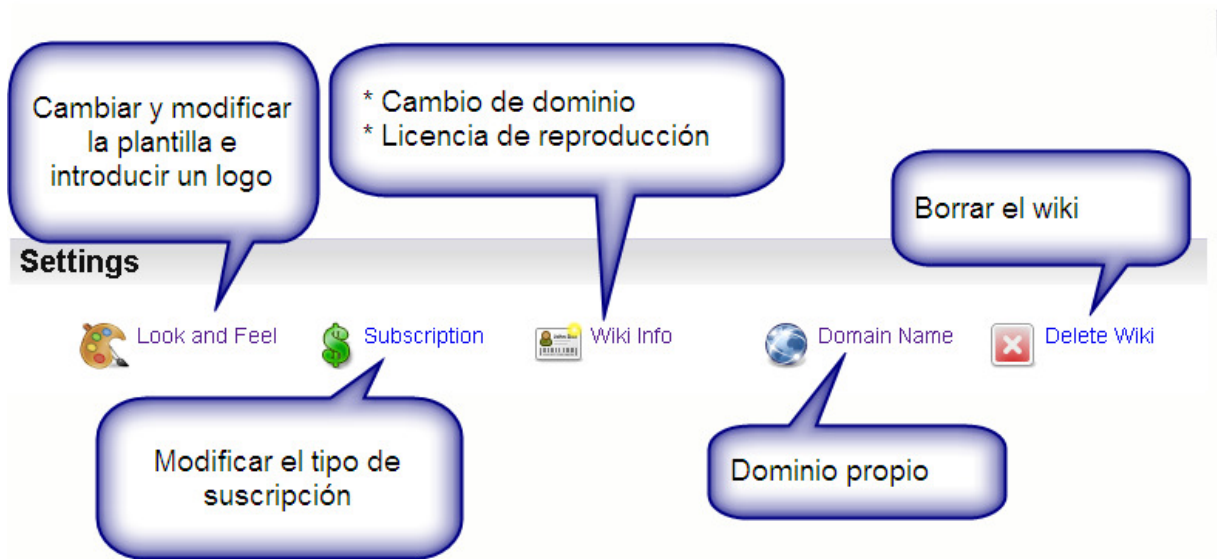 Cambiar y modificar
la plantilla e
introducir un logo
* Cambio de dominio
* Licencia de reproducción
Borrar el wiki
Settings
Look and Feel
Subscription
Wiki Info
Domain Name
Delete Wiki
Modificar el tipo de
suscripción
Dominio propio